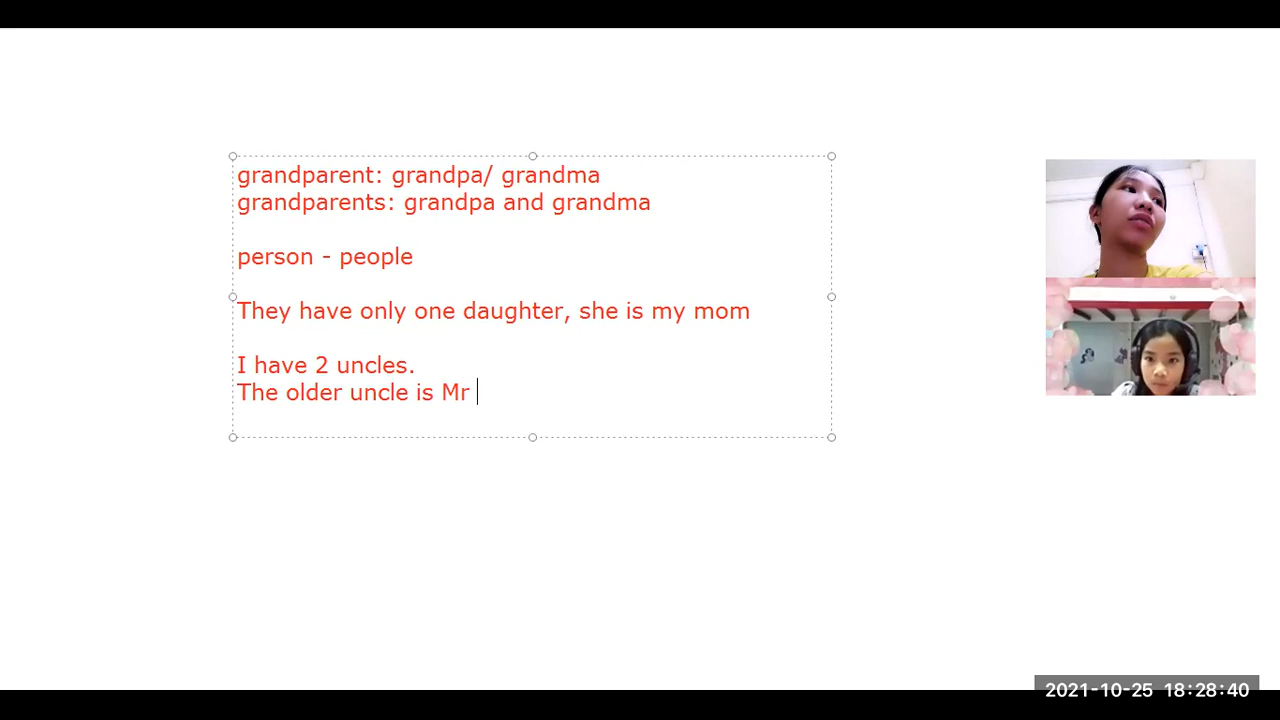 grandparent: grandpa/ grandma
grandparents: grandpa and grandma
person - people
They have only one daughter, she is my mom
I have 2 uncles.
The older uncle is Mr
2021-10-25 18:28:40